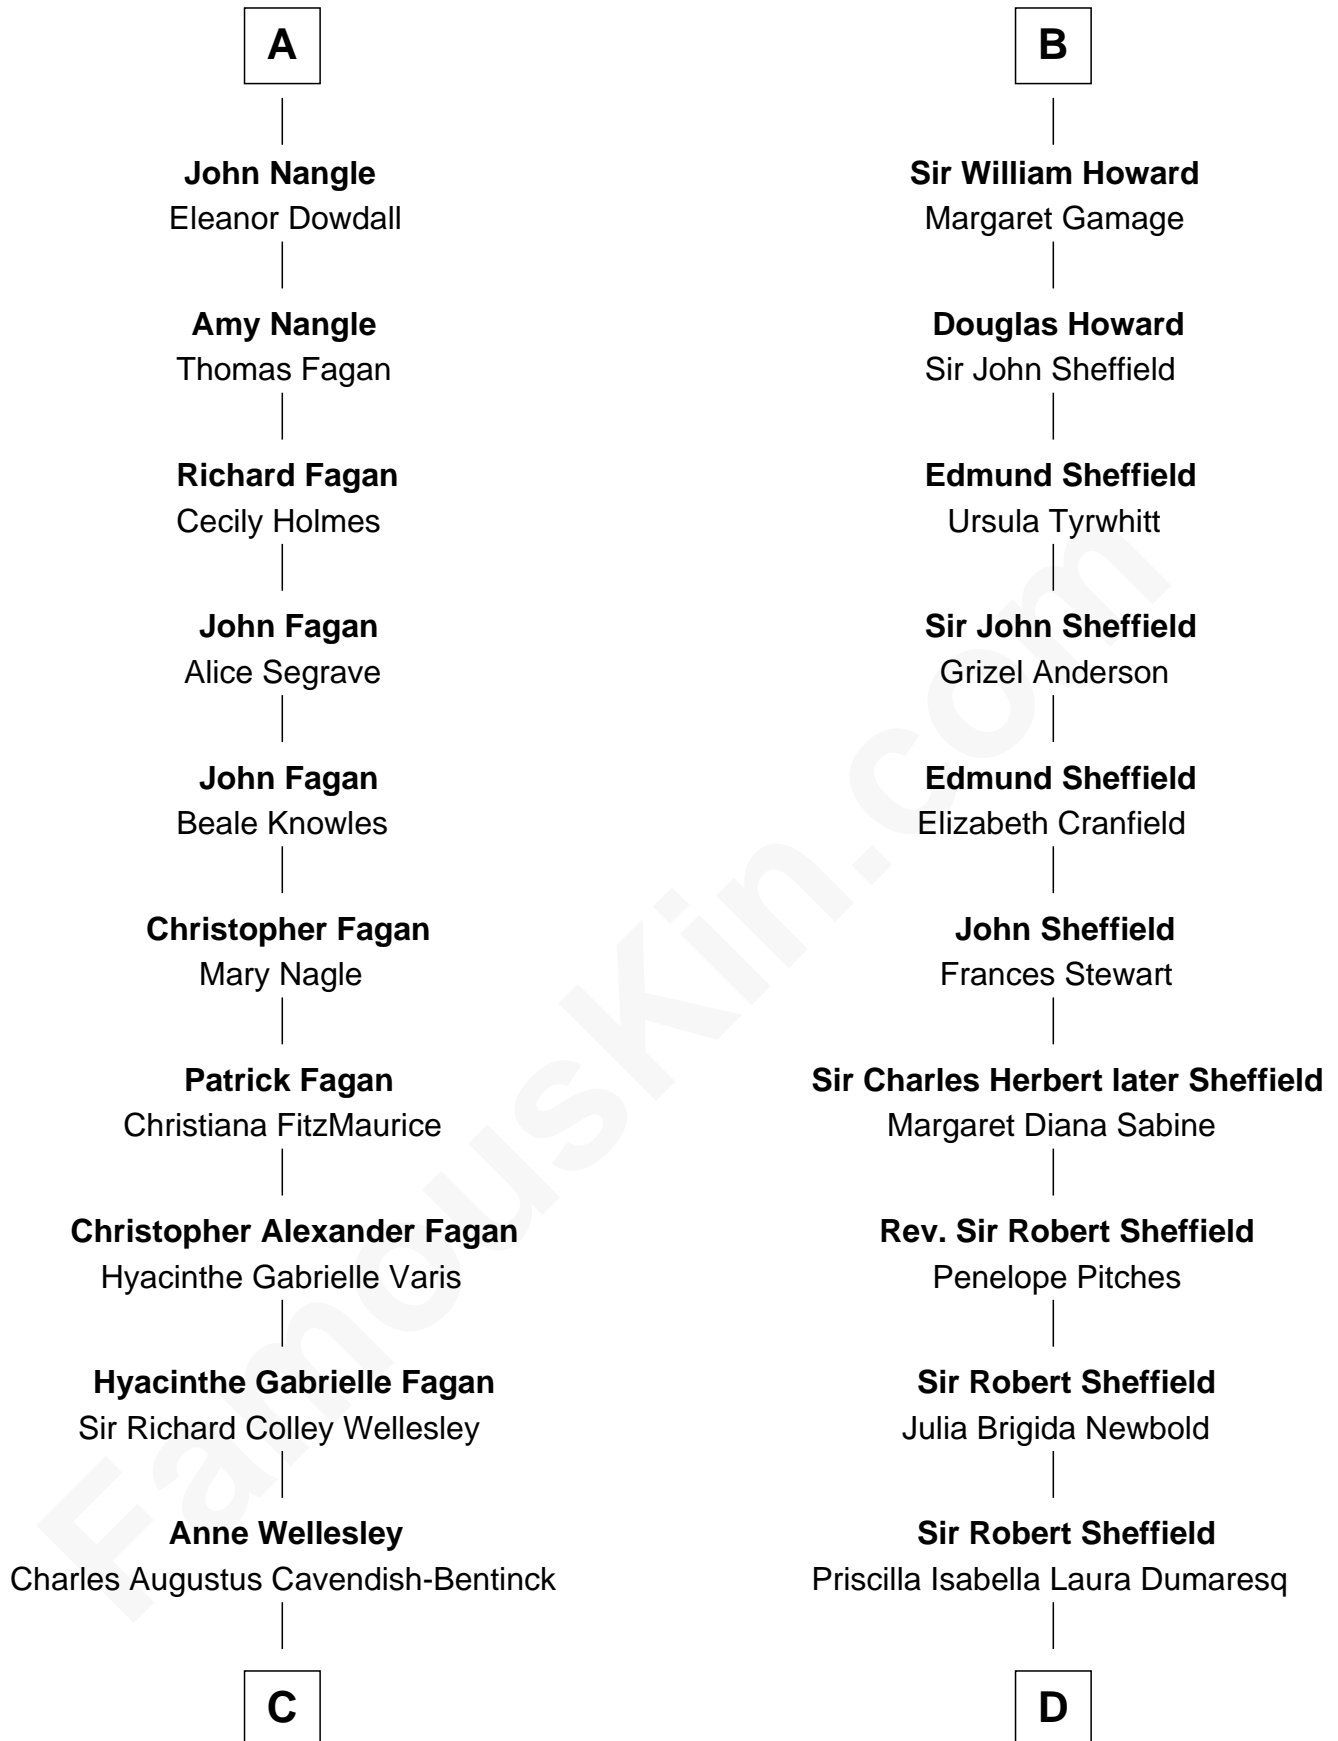 A
John Nangle
Eleanor Dowdall
Amy Nangle
Thomas Fagan
Richard Fagan
Cecily Holmes
John Fagan
Alice Segrave
John Fagan
Beale Knowles
Christopher Fagan
Mary Nagle
Patrick Fagan
Christiana FitzMaurice
Christopher Alexander Fagan
Hyacinthe Gabrielle Varis
Hyacinthe Gabrielle Fagan
Sir Richard Colley Wellesley
Anne Wellesley
Charles Augustus Cavendish-Bentinck
C
B
Sir William Howard
Margaret Gamage
Douglas Howard
Sir John Sheffield
Edmund Sheffield
Ursula Tyrwhitt
Sir John Sheffield
Grizel Anderson
Edmund Sheffield
Elizabeth Cranfield
John Sheffield
Frances Stewart
Sir Charles Herbert later Sheffield
Margaret Diana Sabine
Rev. Sir Robert Sheffield
Penelope Pitches
Sir Robert Sheffield
Julia Brigida Newbold
Sir Robert Sheffield
Priscilla Isabella Laura Dumaresq
D
FamousKin.com